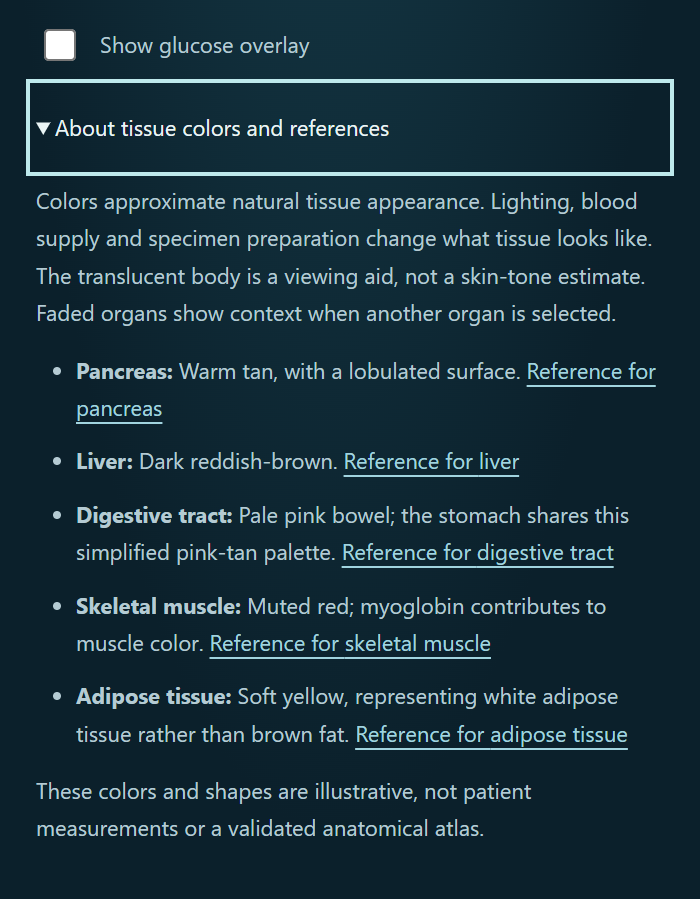 Show glucose overlay
About tissue colors and references
Colors approximate natural tissue appearance. Lighting, blood
supply and specimen preparation change what tissue looks like.
The translucent body is a viewing aid, not a skin-tone estimate.
Faded organs show context when another organ is selected.
Pancreas: Warm tan, with a lobulated surface. Reference for
pancreas
Liver: Dark reddish-brown. Reference for liver
Digestive tract: Pale pink bowel; the stomach shares this
simplified pink-tan palette. Reference for digestive tract
Skeletal muscle: Muted red; myoglobin contributes to
muscle color. Reference for skeletal muscle
Adipose tissue: Soft yellow, representing white adipose
tissue rather than brown fat. Reference for adipose tissue
These colors and shapes are illustrative, not patient
measurements or a validated anatomical atlas.